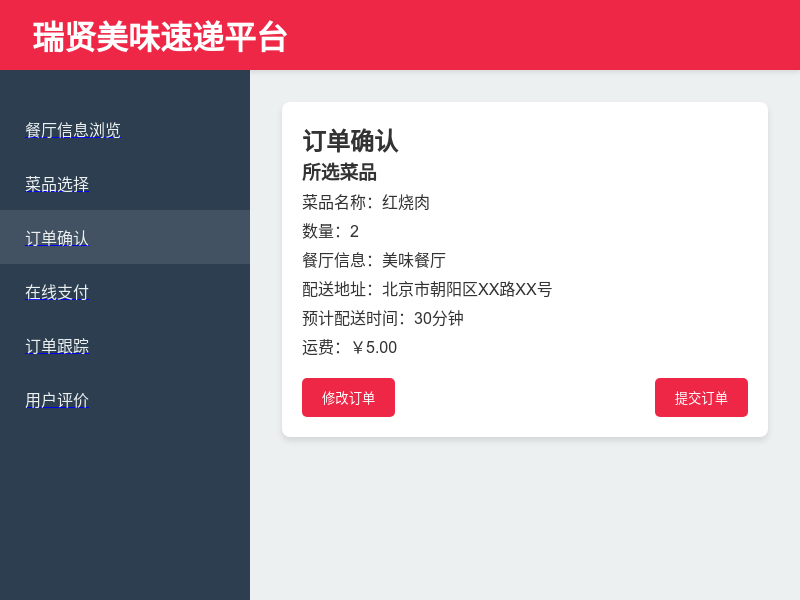 瑞贤美味速递平台
餐厅信息浏览
菜品选择
订单确认
在线支付
订单跟踪
用户评价
订单确认
所选菜品
菜品名称：红烧肉
数量：2
餐厅信息：美味餐厅
配送地址：北京市朝阳区XX路XX号
预计配送时间：30分钟
运费：￥5.00
修改订单
提交订单